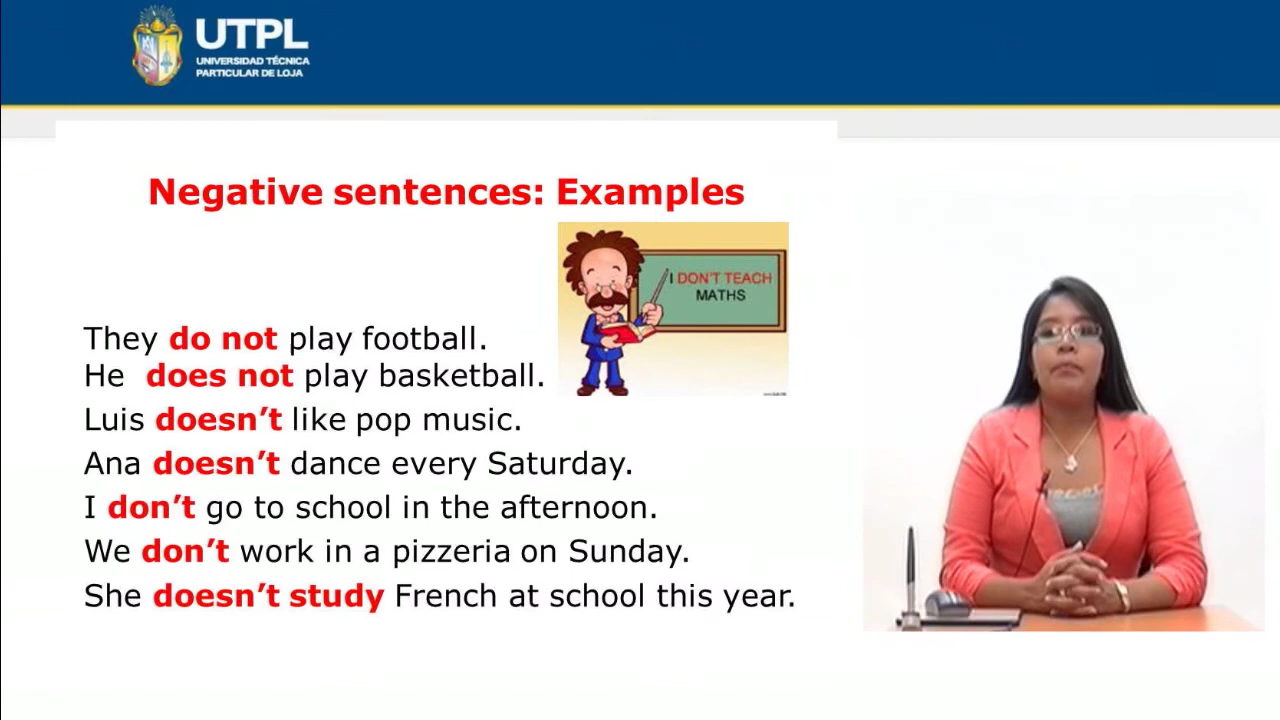 UTPL
UNIVERSIDAD TÉCNICA
PARTICULAR DE LOJA
Negative sentences: Examples
I DON'T TEACH
MATHS
They do not play football.
He does not play basketball.
Luis doesn’t like pop music.
Ana doesn’t dance every Saturday.
I don’t go to school in the afternoon.
We don’t work in a pizzeria on Sunday.
She doesn’t study French at school this year.